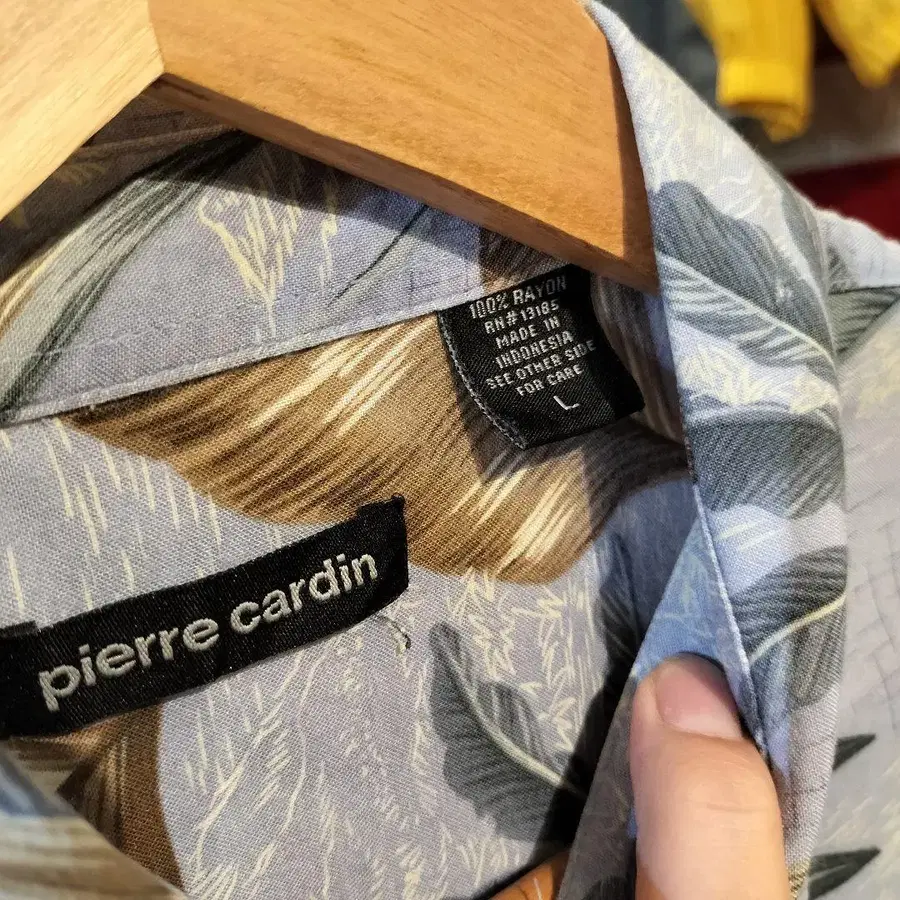 100% RAYON
RN# 13185
MADE IN
INDONESIA
SEE OTHER SIDE
FOR CARE
L
pierre cardin